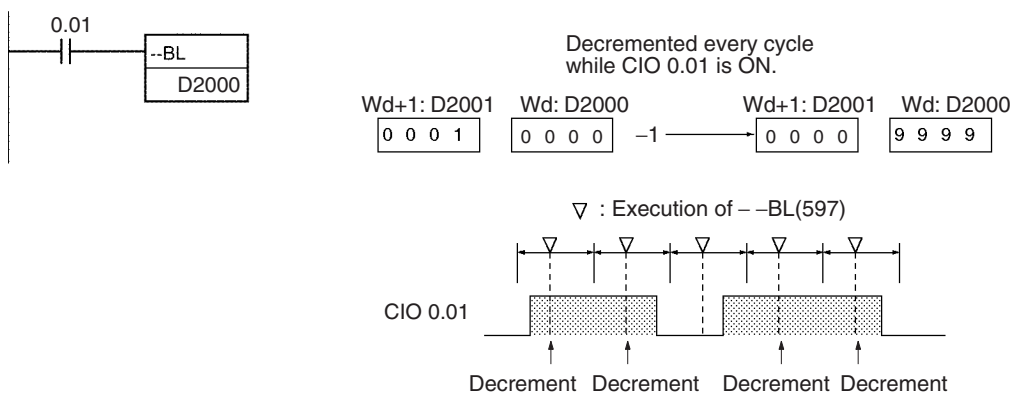 0.01
--BL
D2000
Decremented every cycle
while CIO 0.01 is ON.
Wd+1: D2001 Wd: D2000 Wd+1: D2001 Wd: D2000
0 0 0 1 0 0 0 0 −1 0 0 0 0 9 9 9 9
: Execution of – –BL(597)
CIO 0.01
Decrement Decrement Decrement Decrement